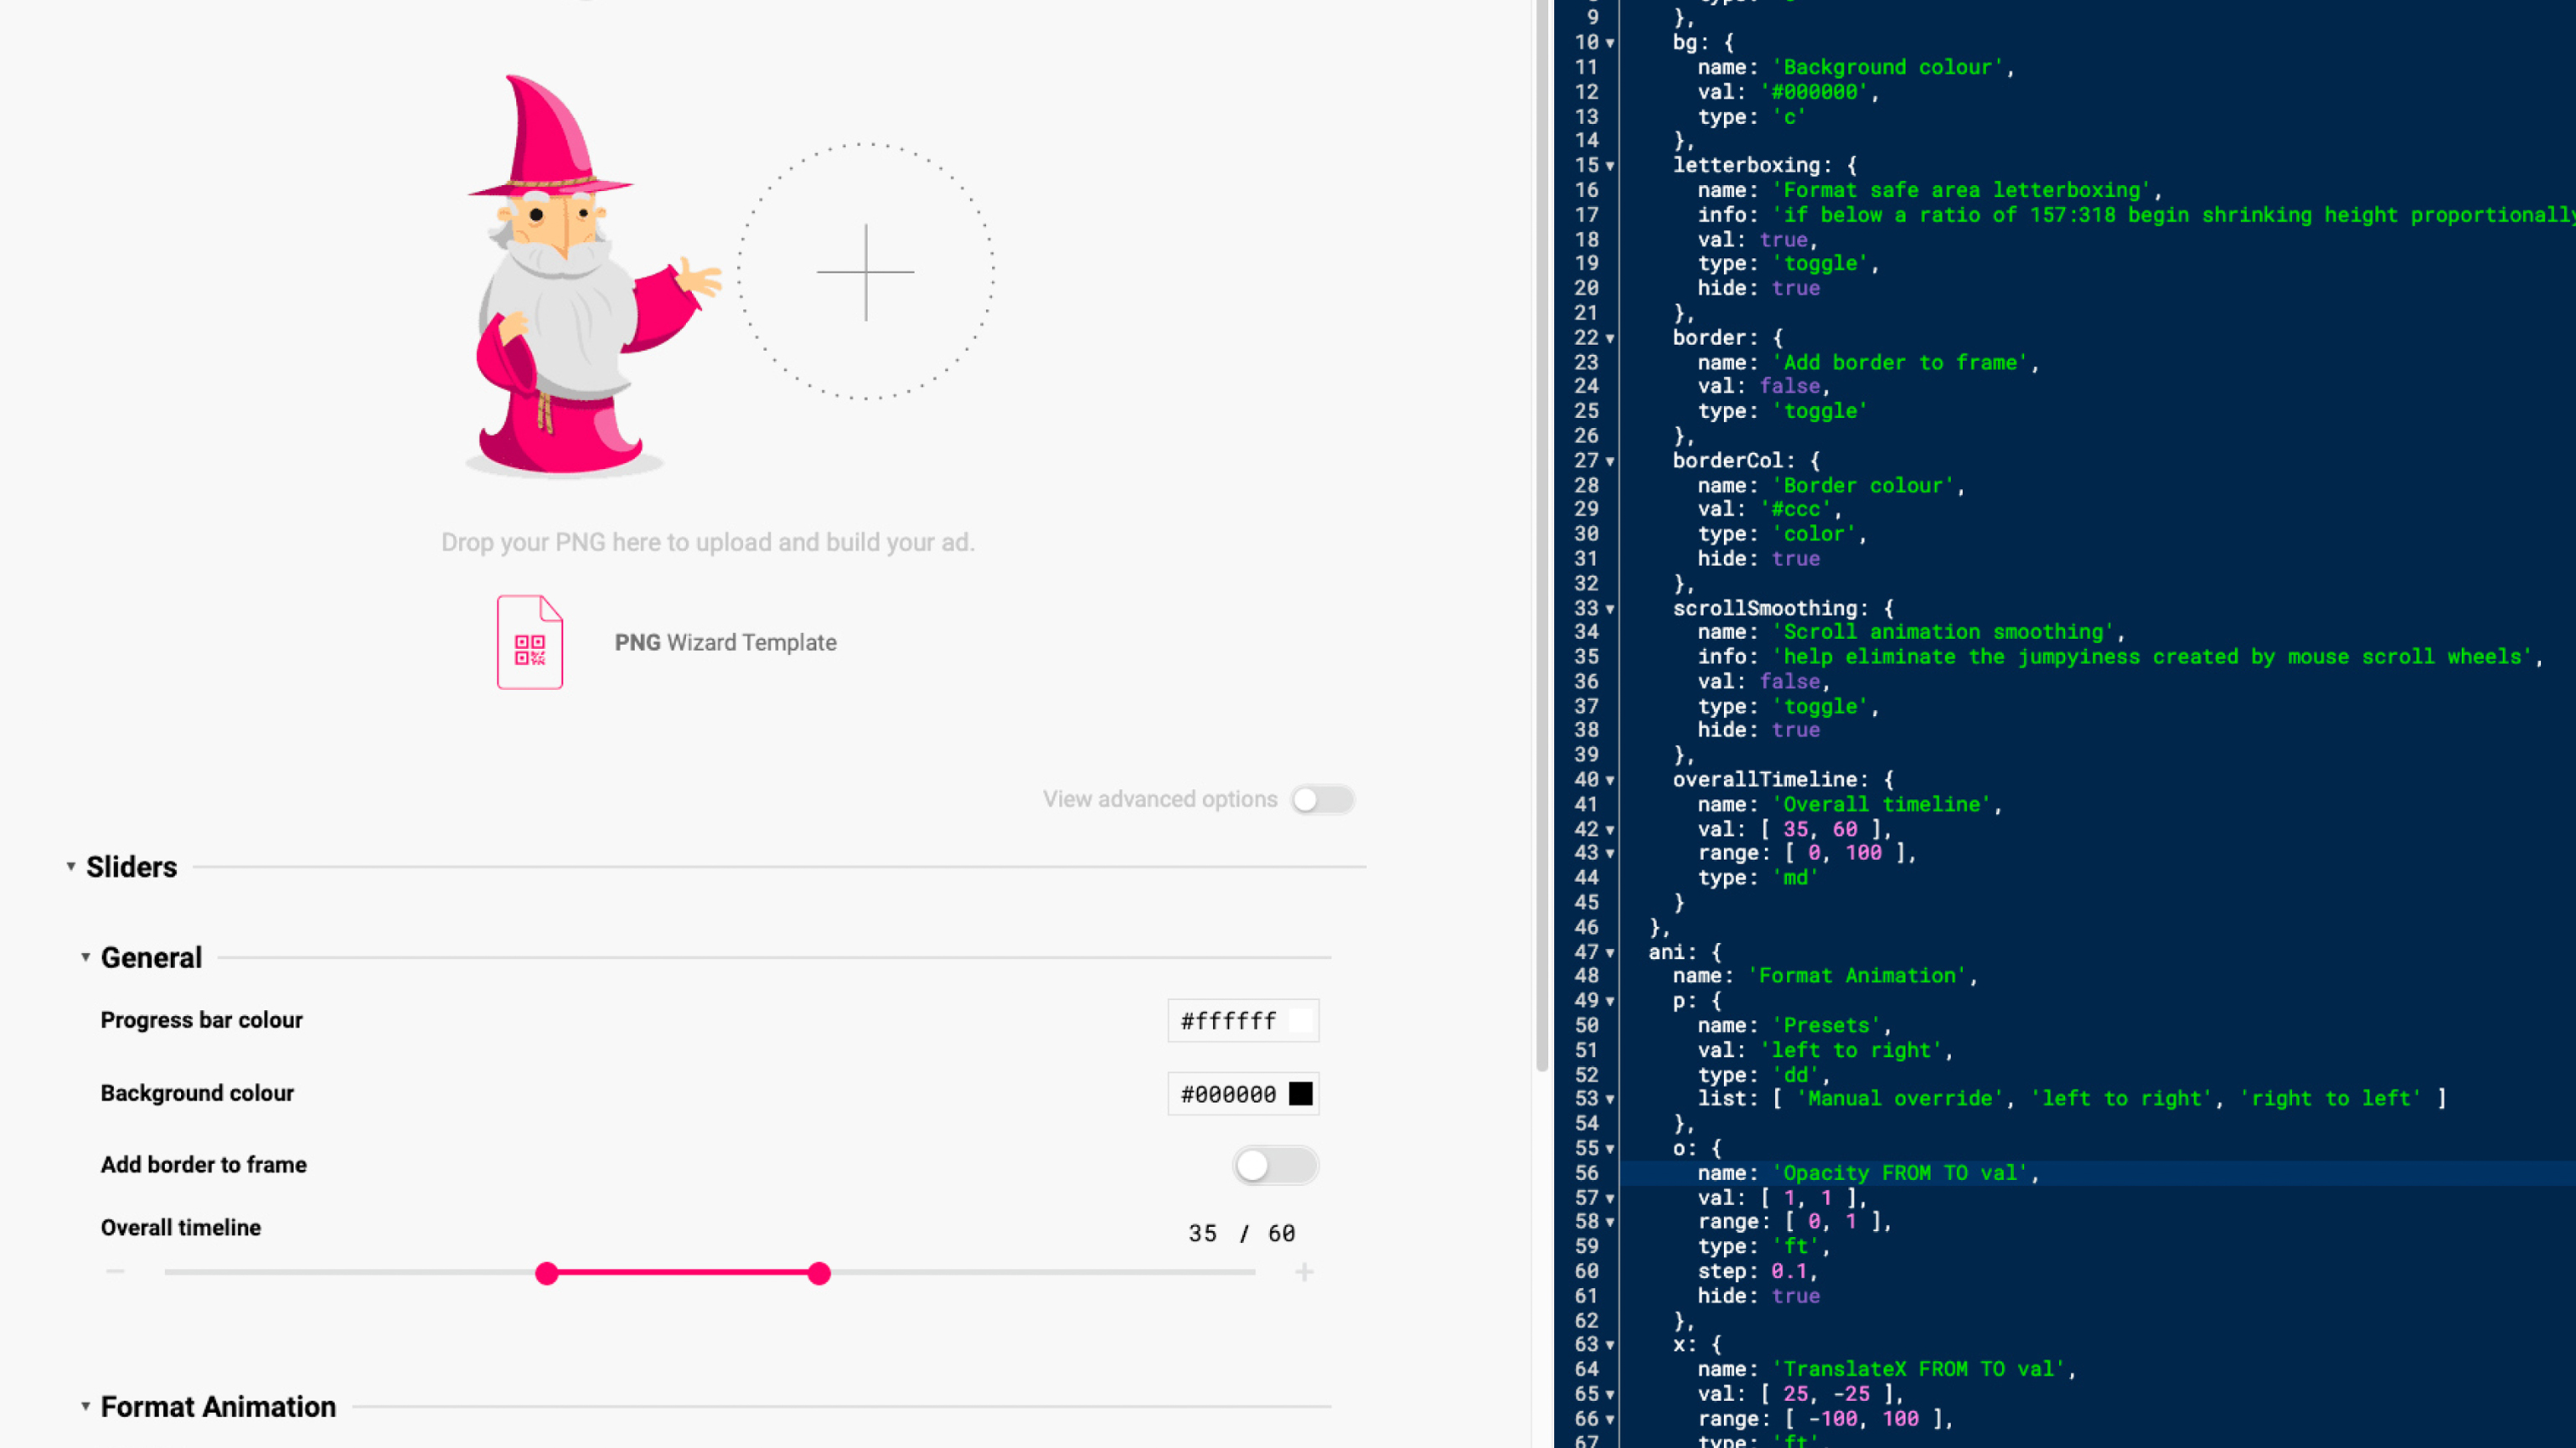 Drop your PNG here to upload and build your ad.
PNG Wizard Template
View advanced options
Sliders
General
Progress bar colour
#ffffff
Background colour
#000000
Add border to frame
Overall timeline
35 / 60
Format Animation
9 },
10 bg: {
11 name: 'Background colour',
12 val: '#000000',
13 type: 'c'
14 },
15 letterboxing: {
16 name: 'Format safe area letterboxing',
17 info: 'if below a ratio of 157:318 begin shrinking height proportionally
18 val: true,
19 type: 'toggle',
20 hide: true
21 },
22 border: {
23 name: 'Add border to frame',
24 val: false,
25 type: 'toggle'
26 },
27 borderCol: {
28 name: 'Border colour',
29 val: '#ccc',
30 type: 'color',
31 hide: true
32 },
33 scrollSmoothing: {
34 name: 'Scroll animation smoothing',
35 info: 'help eliminate the jumpyiness created by mouse scroll wheels',
36 val: false,
37 type: 'toggle',
38 hide: true
39 },
40 overallTimeline: {
41 name: 'Overall timeline',
42 val: [ 35, 60 ],
43 range: [ 0, 100 ],
44 type: 'md'
45 }
46 },
47 ani: {
48 name: 'Format Animation',
49 p: {
50 name: 'Presets',
51 val: 'left to right',
52 type: 'dd',
53 list: [ 'Manual override', 'left to right', 'right to left' ]
54 },
55 o: {
56 name: 'Opacity FROM TO val',
57 val: [ 1, 1 ],
58 range: [ 0, 1 ],
59 type: 'ft',
60 step: 0.1,
61 hide: true
62 },
63 x: {
64 name: 'TranslateX FROM TO val',
65 val: [ 25, -25 ],
66 range: [ -100, 100 ],
67 type: 'ft',